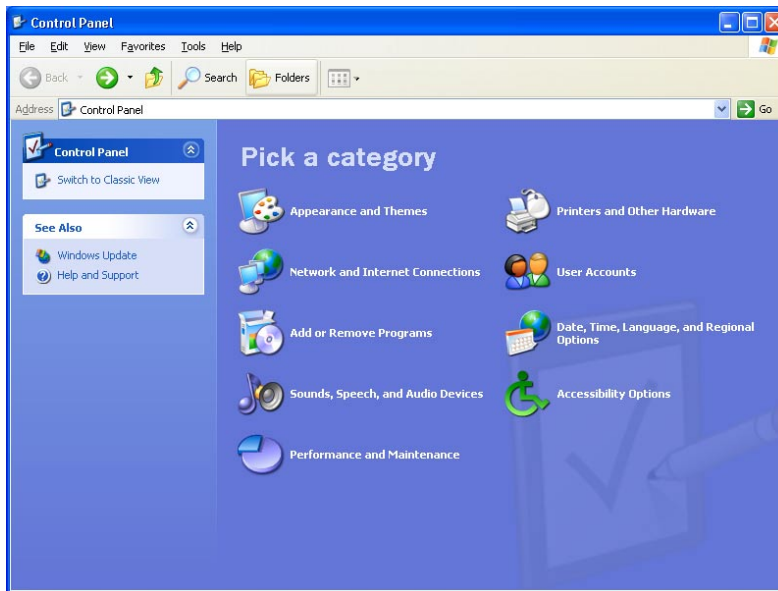 Control Panel
File Edit View Favorites Tools Help
Back Search Folders
Address Control Panel Go
Control Panel
Switch to Classic View
See Also
Windows Update
Help and Support
Pick a category
Appearance and Themes
Printers and Other Hardware
Network and Internet Connections
User Accounts
Add or Remove Programs
Date, Time, Language, and Regional
Options
Sounds, Speech, and Audio Devices
Accessibility Options
Performance and Maintenance